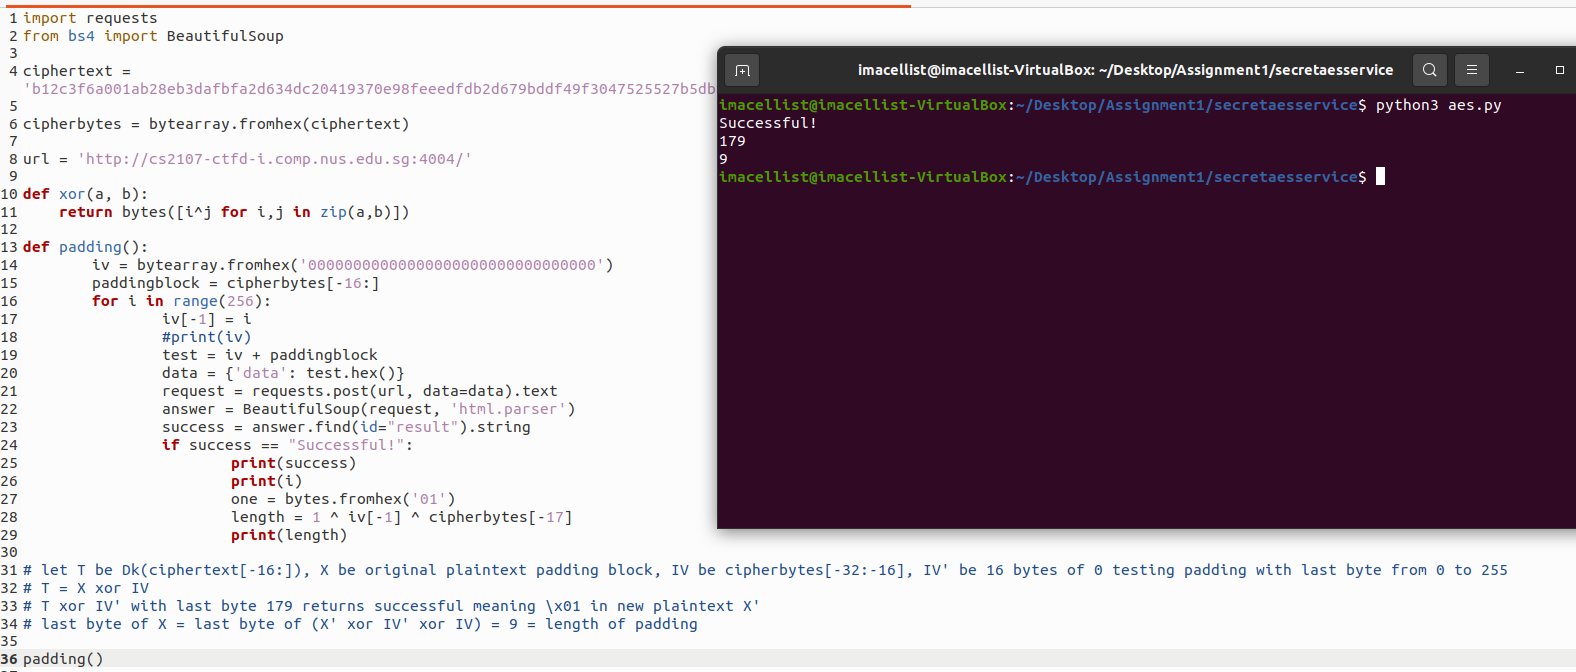 1 import requests
2 from bs4 import BeautifulSoup
3
4 ciphertext =
'b12c3f6a001ab28eb3dafbfa2d634dc20419370e98feeedfdb2d679bddf49f3047525527b5db
5
6 cipherbytes = bytearray.fromhex(ciphertext)
7
8 url = 'http://cs2107-ctfd-i.comp.nus.edu.sg:4004/'
9
10 def xor(a, b):
11     return bytes([i^j for i,j in zip(a,b)])
12
13 def padding():
14         iv = bytearray.fromhex('00000000000000000000000000000000')
15         paddingblock = cipherbytes[-16:]
16         for i in range(256):
17                 iv[-1] = i
18                 #print(iv)
19                 test = iv + paddingblock
20                 data = {'data': test.hex()}
21                 request = requests.post(url, data=data).text
22                 answer = BeautifulSoup(request, 'html.parser')
23                 success = answer.find(id="result").string
24                 if success == "Successful!":
25                         print(success)
26                         print(i)
27                         one = bytes.fromhex('01')
28                         length = 1 ^ iv[-1] ^ cipherbytes[-17]
29                         print(length)
30
31 # let T be Dk(ciphertext[-16:]), X be original plaintext padding block, IV be cipherbytes[-32:-16], IV' be 16 bytes of 0 testing padding with last byte from 0 to 255
32 # T = X xor IV
33 # T xor IV' with last byte 179 returns successful meaning \x01 in new plaintext X'
34 # last byte of X = last byte of (X' xor IV' xor IV) = 9 = length of padding
35
36 padding()
imacellist@imacellist-VirtualBox: ~/Desktop/Assignment1/secretaesservice
imacellist@imacellist-VirtualBox:~/Desktop/Assignment1/secretaesservice$ python3 aes.py
Successful!
179
9
imacellist@imacellist-VirtualBox:~/Desktop/Assignment1/secretaesservice$